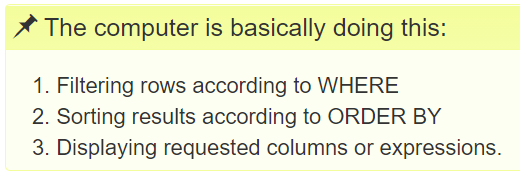 The computer is basically doing this:
1. Filtering rows according to WHERE
2. Sorting results according to ORDER BY
3. Displaying requested columns or expressions.